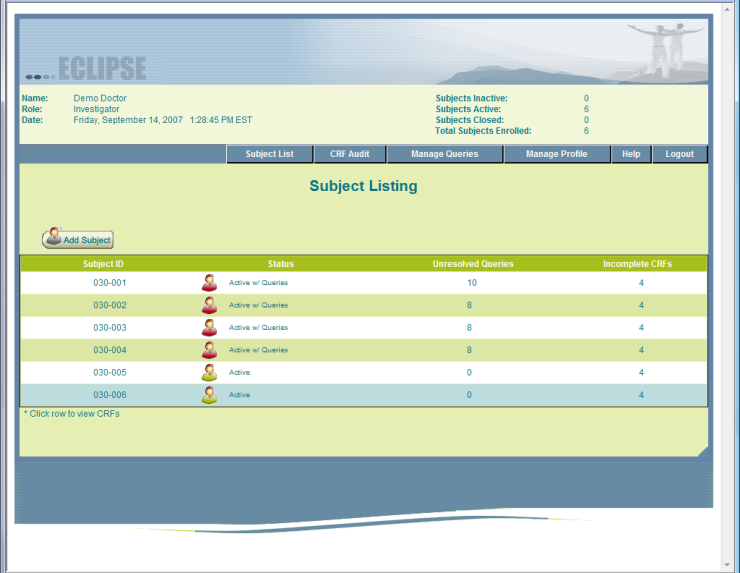 ECLIPSE
Name: Demo Doctor
Role: Investigator
Date: Friday, September 14, 2007 1:28:45 PM EST
Subjects Inactive: 0
Subjects Active: 6
Subjects Closed: 0
Total Subjects Enrolled: 6
Subject List CRF Audit Manage Queries Manage Profile Help Logout
Subject Listing
Add Subject
Subject ID Status Unresolved Queries Incomplete CRFs
030-001 Active w/ Queries 10 4
030-002 Active w/ Queries 8 4
030-003 Active w/ Queries 8 4
030-004 Active w/ Queries 8 4
030-005 Active 0 4
030-006 Active 0 4
* Click row to view CRFs